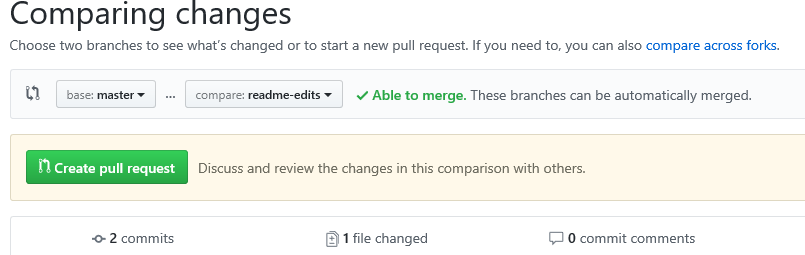 Comparing changes
Choose two branches to see what's changed or to start a new pull request. If you need to, you can also compare across forks.
base: master ... compare: readme-edits Able to merge. These branches can be automatically merged.
Create pull request Discuss and review the changes in this comparison with others.
2 commits 1 file changed 0 commit comments